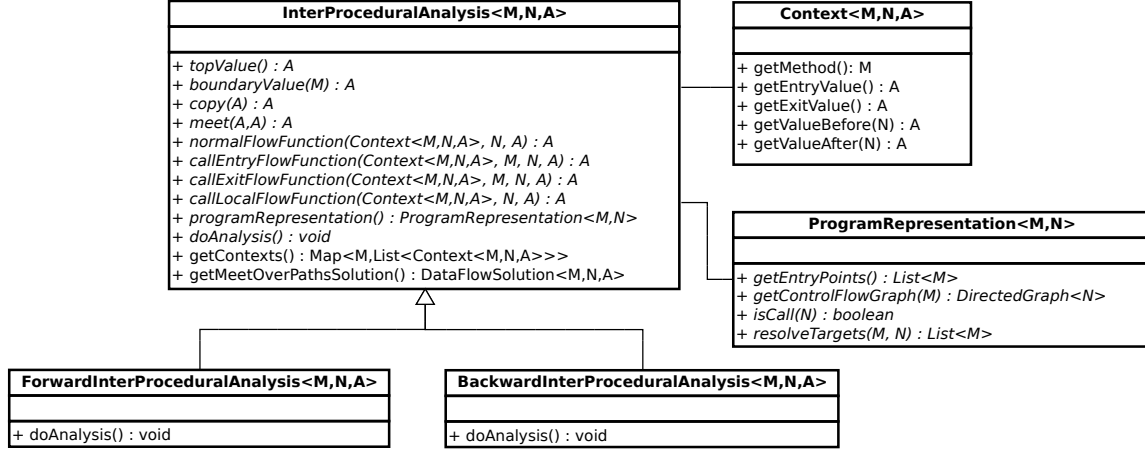 InterProceduralAnalysis<M,N,A>
+ topValue() : A
+ boundaryValue(M) : A
+ copy(A) : A
+ meet(A,A) : A
+ normalFlowFunction(Context<M,N,A>, N, A) : A
+ callEntryFlowFunction(Context<M,N,A>, M, N, A) : A
+ callExitFlowFunction(Context<M,N,A>, M, N, A) : A
+ callLocalFlowFunction(Context<M,N,A>, N, A) : A
+ programRepresentation() : ProgramRepresentation<M,N>
+ doAnalysis() : void
+ getContexts() : Map<M,List<Context<M,N,A>>>
+ getMeetOverPathsSolution() : DataFlowSolution<M,N,A>
Context<M,N,A>
+ getMethod(): M
+ getEntryValue() : A
+ getExitValue() : A
+ getValueBefore(N) : A
+ getValueAfter(N) : A
ProgramRepresentation<M,N>
+ getEntryPoints() : List<M>
+ getControlFlowGraph(M) : DirectedGraph<N>
+ isCall(N) : boolean
+ resolveTargets(M, N) : List<M>
ForwardInterProceduralAnalysis<M,N,A>
+ doAnalysis() : void
BackwardInterProceduralAnalysis<M,N,A>
+ doAnalysis() : void